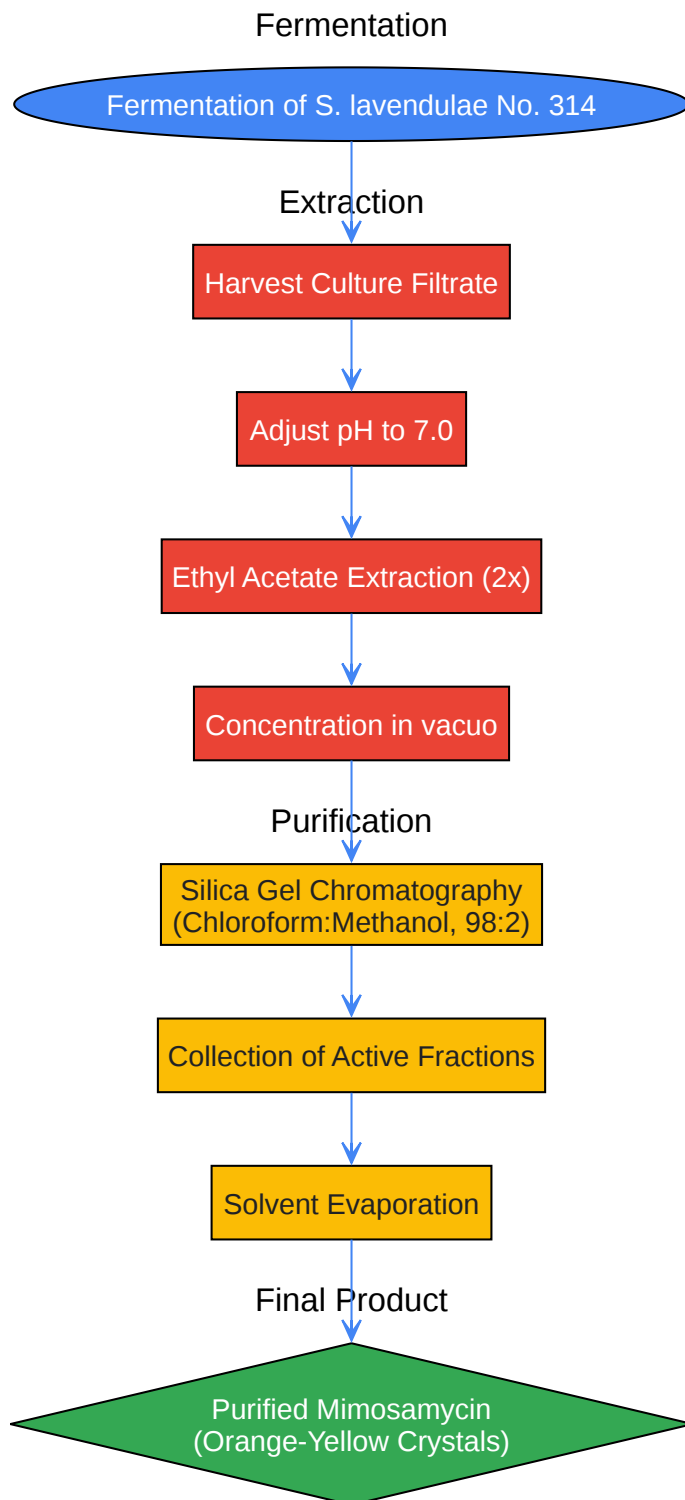 Fermentation
Fermentation of S. lavendulae No. 314
Extraction
Harvest Culture Filtrate
Adjust pH to 7.0
Ethyl Acetate Extraction (2x)
Concentration in vacuo
Purification
Silica Gel Chromatography
(Chloroform:Methanol, 98:2)
Collection of Active Fractions
Solvent Evaporation
Final Product
Purified Mimosamycin
(Orange-Yellow Crystals)